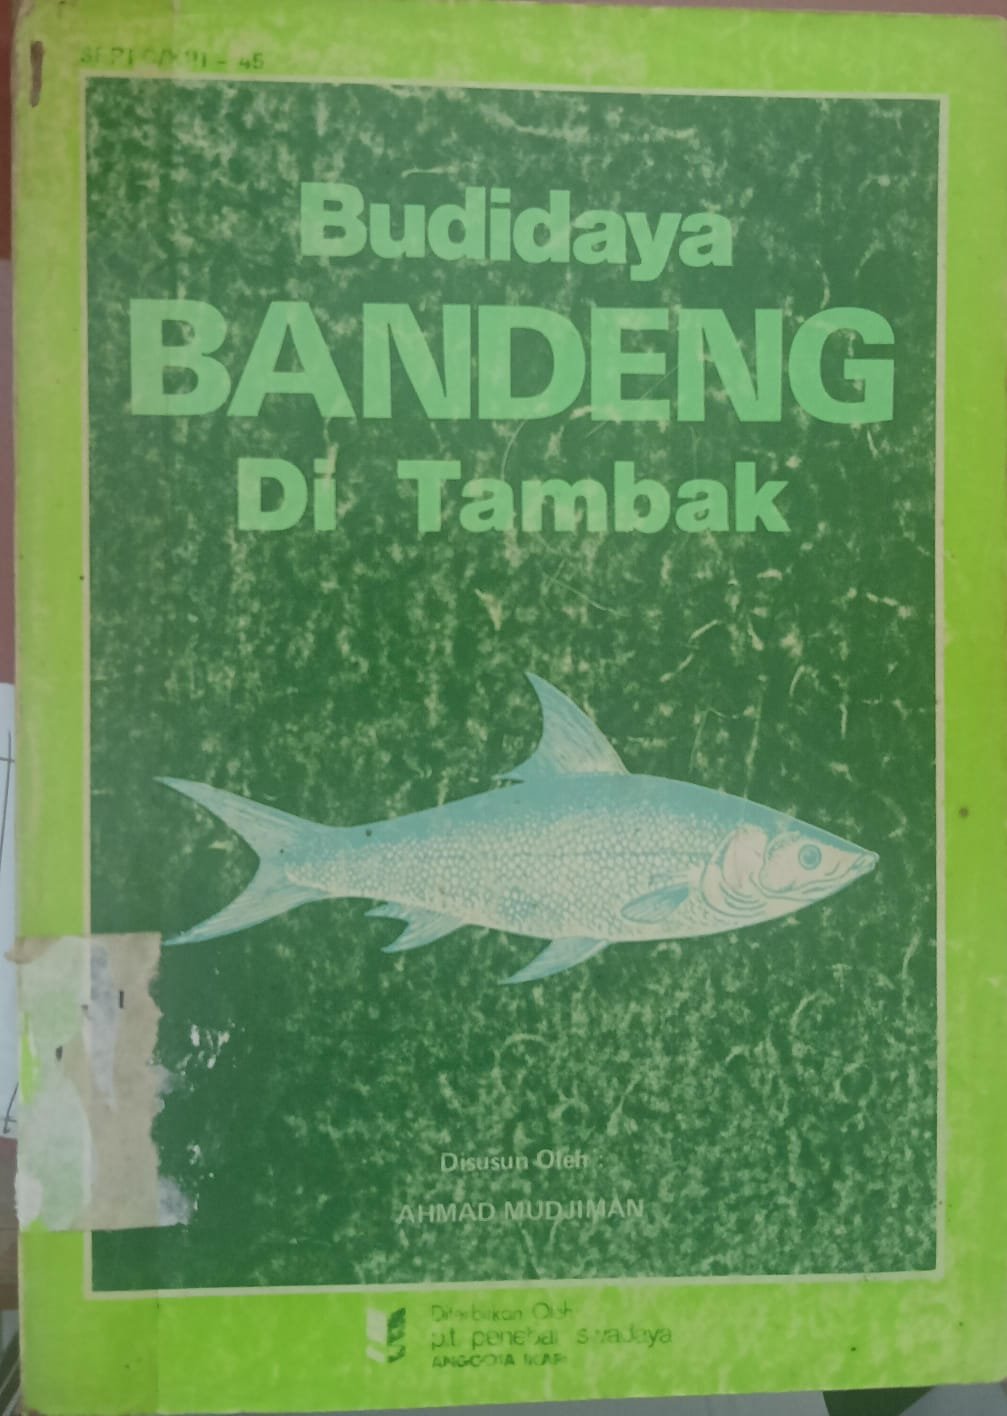 Budidaya
BANDENG
Di Tambak
Disusun Oleh :
AHMAD MUDJIMAN
Diterbitkan Oleh
p.t. penebar swadaya
ANGGOTA IKAPI